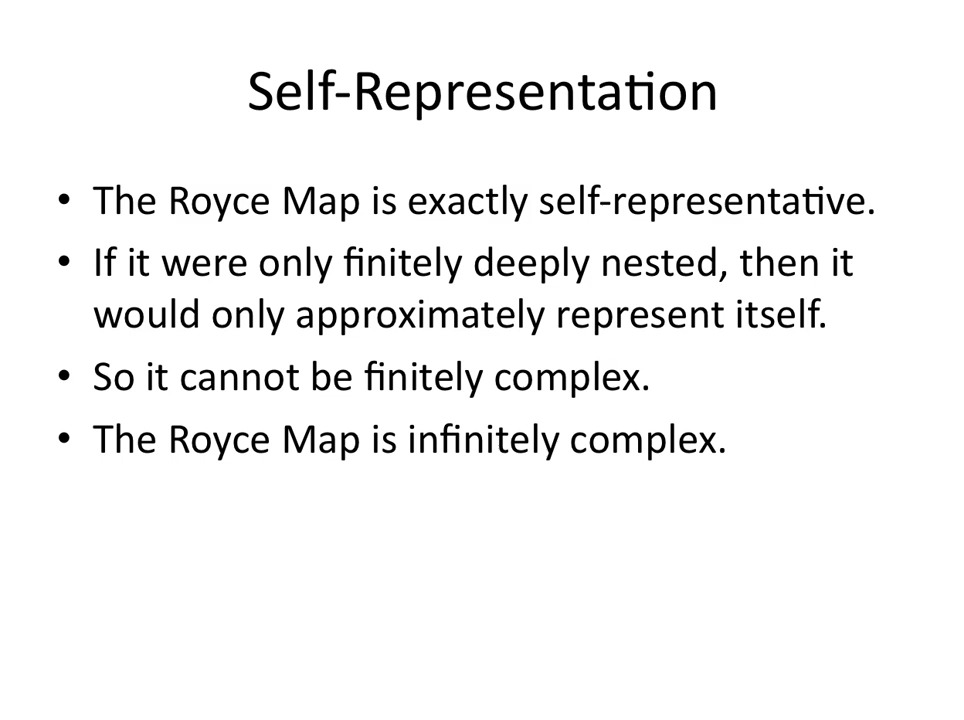 Self-Representation
• The Royce Map is exactly self-representative.
• If it were only finitely deeply nested, then it
would only approximately represent itself.
• So it cannot be finitely complex.
• The Royce Map is infinitely complex.